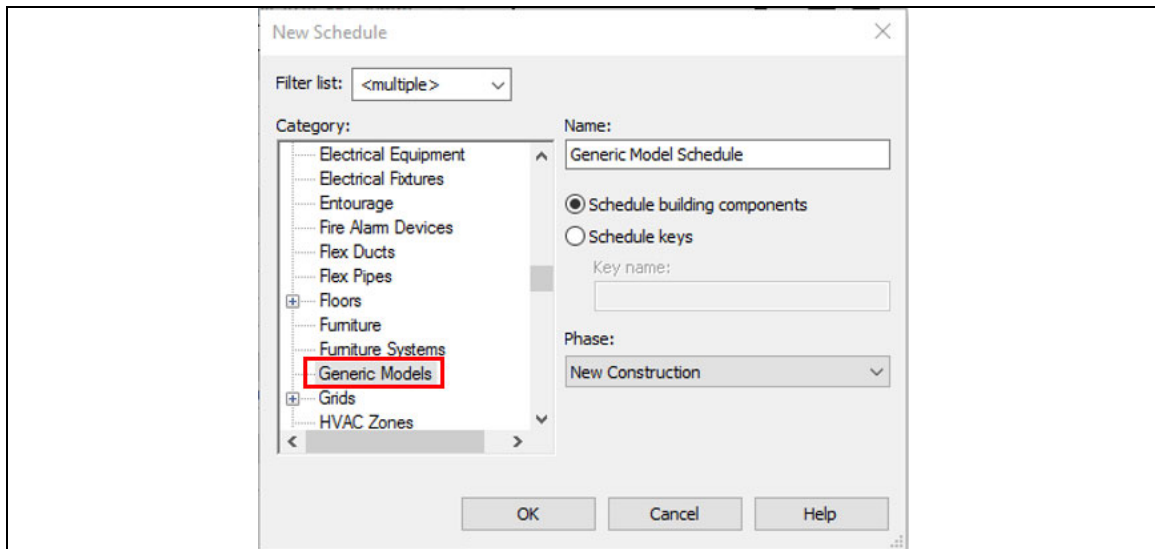 New Schedule
Filter list: <multiple>
Category:
Electrical Equipment
Electrical Fixtures
Entourage
Fire Alarm Devices
Flex Ducts
Flex Pipes
Floors
Furniture
Furniture Systems
Generic Models
Grids
HVAC Zones
Name:
Generic Model Schedule
Schedule building components
Schedule keys
Key name:
Phase:
New Construction
OK Cancel Help